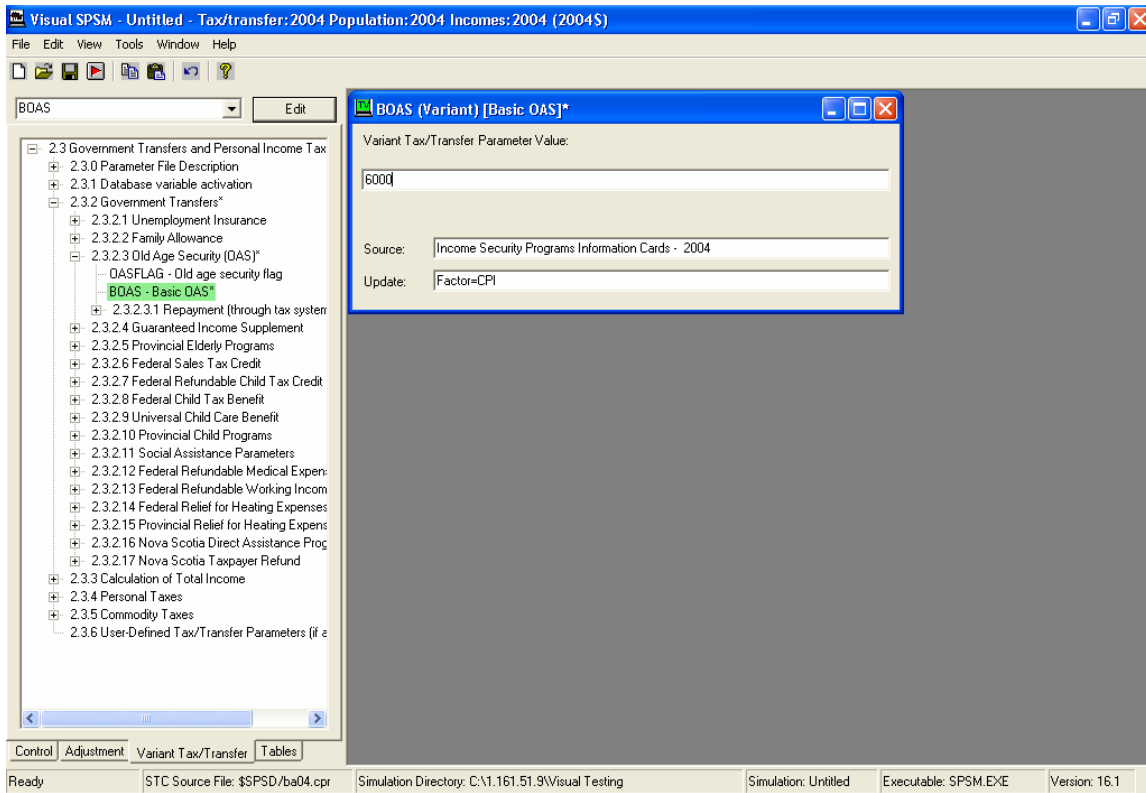 Visual SPSM - Untitled - Tax/transfer:2004 Population:2004 Incomes:2004 (2004$)
File Edit View Tools Window Help
BOAS Edit
2.3 Government Transfers and Personal Income Tax
2.3.0 Parameter File Description
2.3.1 Database variable activation
2.3.2 Government Transfers*
2.3.2.1 Unemployment Insurance
2.3.2.2 Family Allowance
2.3.2.3 Old Age Security (OAS)*
OASFLAG - Old age security flag
BOAS - Basic OAS*
2.3.2.3.1 Repayment (through tax system
2.3.2.4 Guaranteed Income Supplement
2.3.2.5 Provincial Elderly Programs
2.3.2.6 Federal Sales Tax Credit
2.3.2.7 Federal Refundable Child Tax Credit
2.3.2.8 Federal Child Tax Benefit
2.3.2.9 Universal Child Care Benefit
2.3.2.10 Provincial Child Programs
2.3.2.11 Social Assistance Parameters
2.3.2.12 Federal Refundable Medical Expen
2.3.2.13 Federal Refundable Working Incom
2.3.2.14 Federal Relief for Heating Expenses
2.3.2.15 Provincial Relief for Heating Expens
2.3.2.16 Nova Scotia Direct Assistance Prog
2.3.2.17 Nova Scotia Taxpayer Refund
2.3.3 Calculation of Total Income
2.3.4 Personal Taxes
2.3.5 Commodity Taxes
2.3.6 User-Defined Tax/Transfer Parameters (if a
Control Adjustment Variant Tax/Transfer Tables
BOAS (Variant) [Basic OAS]*
Variant Tax/Transfer Parameter Value:
6000
Source: Income Security Programs Information Cards - 2004
Update: Factor=CPI
Ready STC Source File: $SPSD/ba04.cpr Simulation Directory: C:\1.161.51.9\Visual Testing Simulation: Untitled Executable: SPSM.EXE Version: 16.1